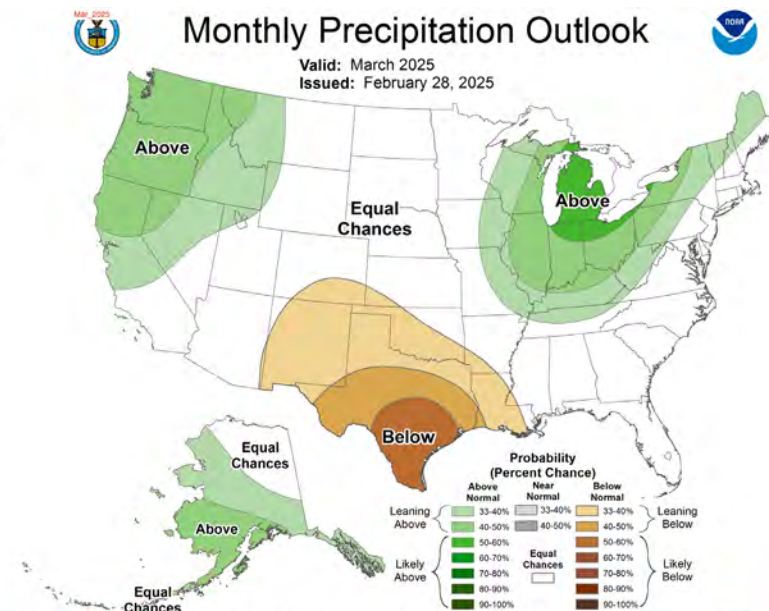 Mar_2025
Monthly Precipitation Outlook
NOAA
Valid: March 2025
Issued: February 28, 2025
Above
Above
Equal
Chances
Below
Equal
Chances
Above
Equal
Chances
Probability
(Percent Chance)
Above
Normal
Near
Normal
Below
Normal
Leaning
Above
33-40%
40-50%
33-40%
40-50%
33-40%
40-50%
Leaning
Below
Likely
Above
50-60%
60-70%
70-80%
80-90%
90-100%
Equal
Chances
50-60%
60-70%
70-80%
80-90%
90-100%
Likely
Below